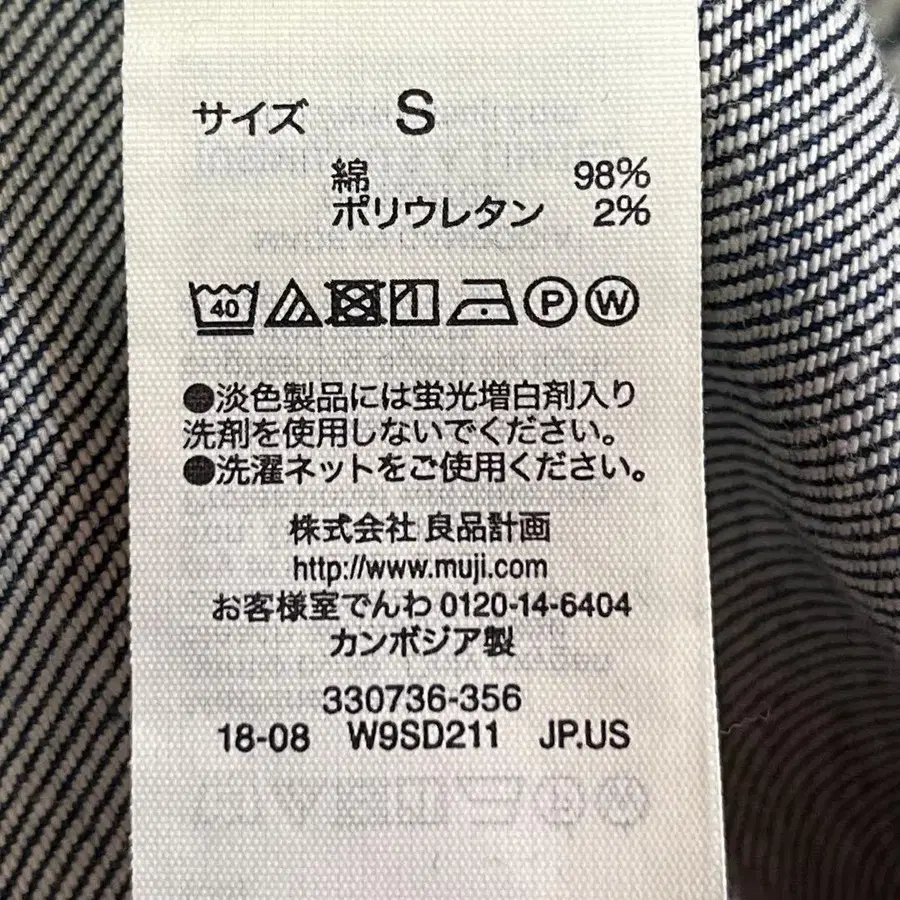 サイズ S
綿 98%
ポリウレタン 2%
40 P W
●淡色製品には蛍光増白剤入り
洗剤を使用しないでください。
●洗濯ネットをご使用ください。
株式会社 良品計画
http://www.muji.com
お客様室でんわ 0120-14-6404
カンボジア製
330736-356
18-08 W9SD211 JP.US